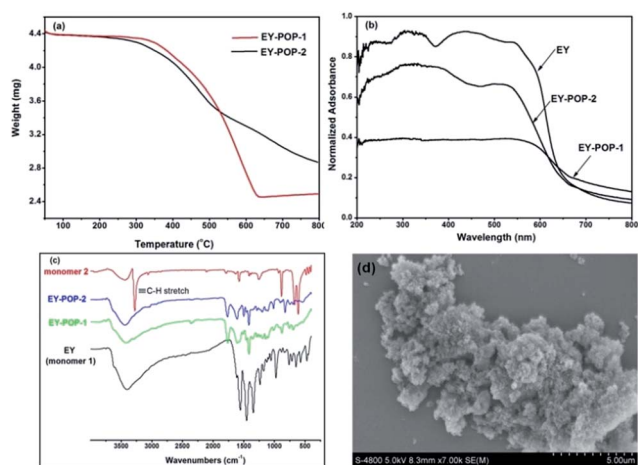 (a)
EY-POP-1
EY-POP-2
4.4
4.0
3.6
3.2
2.8
2.4
Weight (mg)
100 200 300 400 500 600 700 800
Temperature (°C)
(b)
EY
EY-POP-2
EY-POP-1
1.0
0.8
0.6
0.4
0.2
0.0
Normalized Adsorbance
200 300 400 500 600 700 800
Wavelength (nm)
(c)
monomer 2
≡C-H stretch
EY-POP-2
EY-POP-1
EY
(monomer 1)
3500 3000 2500 2000 1500 1000 500
Wavenumbers (cm⁻¹)
(d)
S-4800 5.0kV 8.3mm x7.00k SE(M)
5.00um